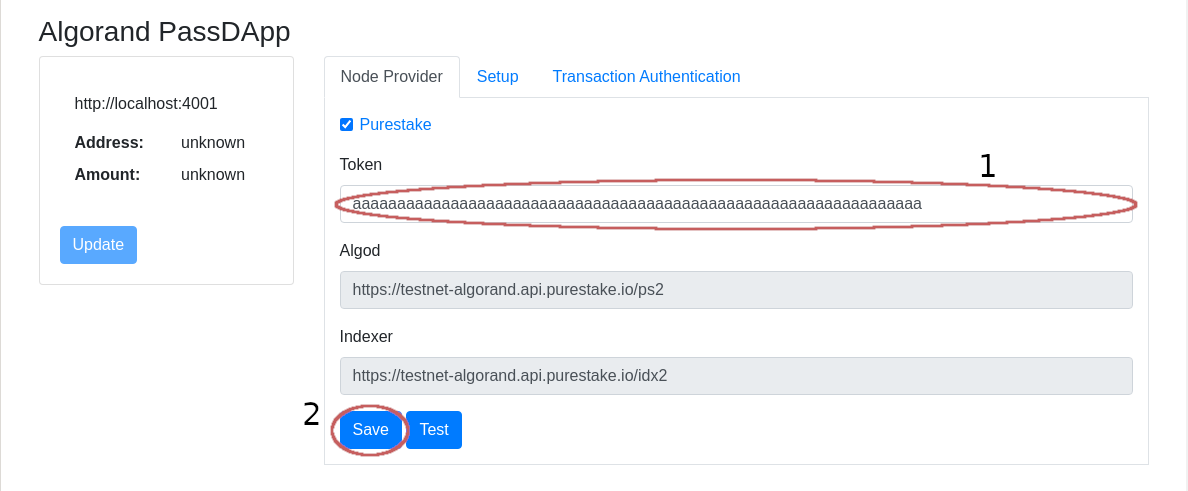 Algorand PassDApp
http://localhost:4001
Address: unknown
Amount: unknown
Update
Node Provider Setup Transaction Authentication
Purestake
Token
1
aaaaaaaaaaaaaaaaaaaaaaaaaaaaaaaaaaaaaaaaaaaaaaaaaaaaaaaaaaaaaaaa
Algod
https://testnet-algorand.api.purestake.io/ps2
Indexer
https://testnet-algorand.api.purestake.io/idx2
2
Save Test